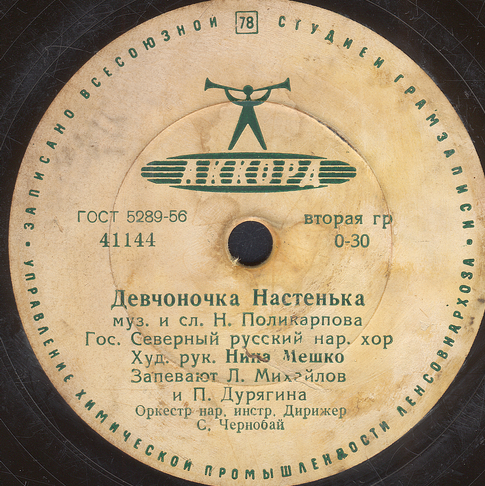 ЗАПИСАНО ВСЕСОЮЗНОЙ 78 СТУДИЕЙ ГРАМЗАПИСИ
АККОРД
ГОСТ 5289-56
вторая гр
41144
0-30
Девчоночка Настенька
муз. и сл. Н. Поликарпова
Гос. Северный русский нар. хор
Худ. рук. Нина Мешко
Запевают Л. Михайлов
и П. Дурягина
Оркестр нар. инстр. Дирижер
С. Чернобай
УПРАВЛЕНИЕ ХИМИЧЕСКОЙ ПРОМЫШЛЕНДОСТИ ЛЕНСОВНАРХОЗА